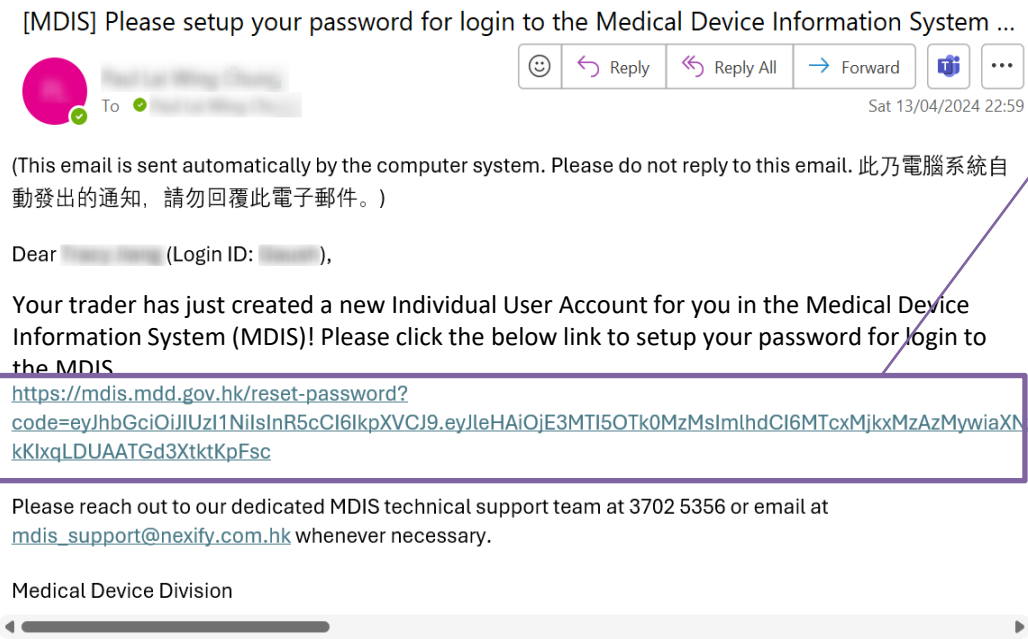 [MDIS] Please setup your password for login to the Medical Device Information System ...
Reply
Reply All
Forward
To
Sat 13/04/2024 22:59
(This email is sent automatically by the computer system. Please do not reply to this email. 此乃電腦系統自
動發出的通知，請勿回覆此電子郵件。)
Dear (Login ID: ),
Your trader has just created a new Individual User Account for you in the Medical Device
Information System (MDIS)! Please click the below link to setup your password for login to
the MDIS
https://mdis.mdd.gov.hk/reset-password?
code=eyJhbGciOiJIUzI1NiIsInR5cCI6IkpXVCJ9.eyJleHAiOjE3MTI5OTk0MzMsImlhdCI6MTcxMjkxMzAzMywiaXN
kKIxqLDUAATGd3XtktKpFsc
Please reach out to our dedicated MDIS technical support team at 3702 5356 or email at
mdis_support@nexify.com.hk whenever necessary.
Medical Device Division